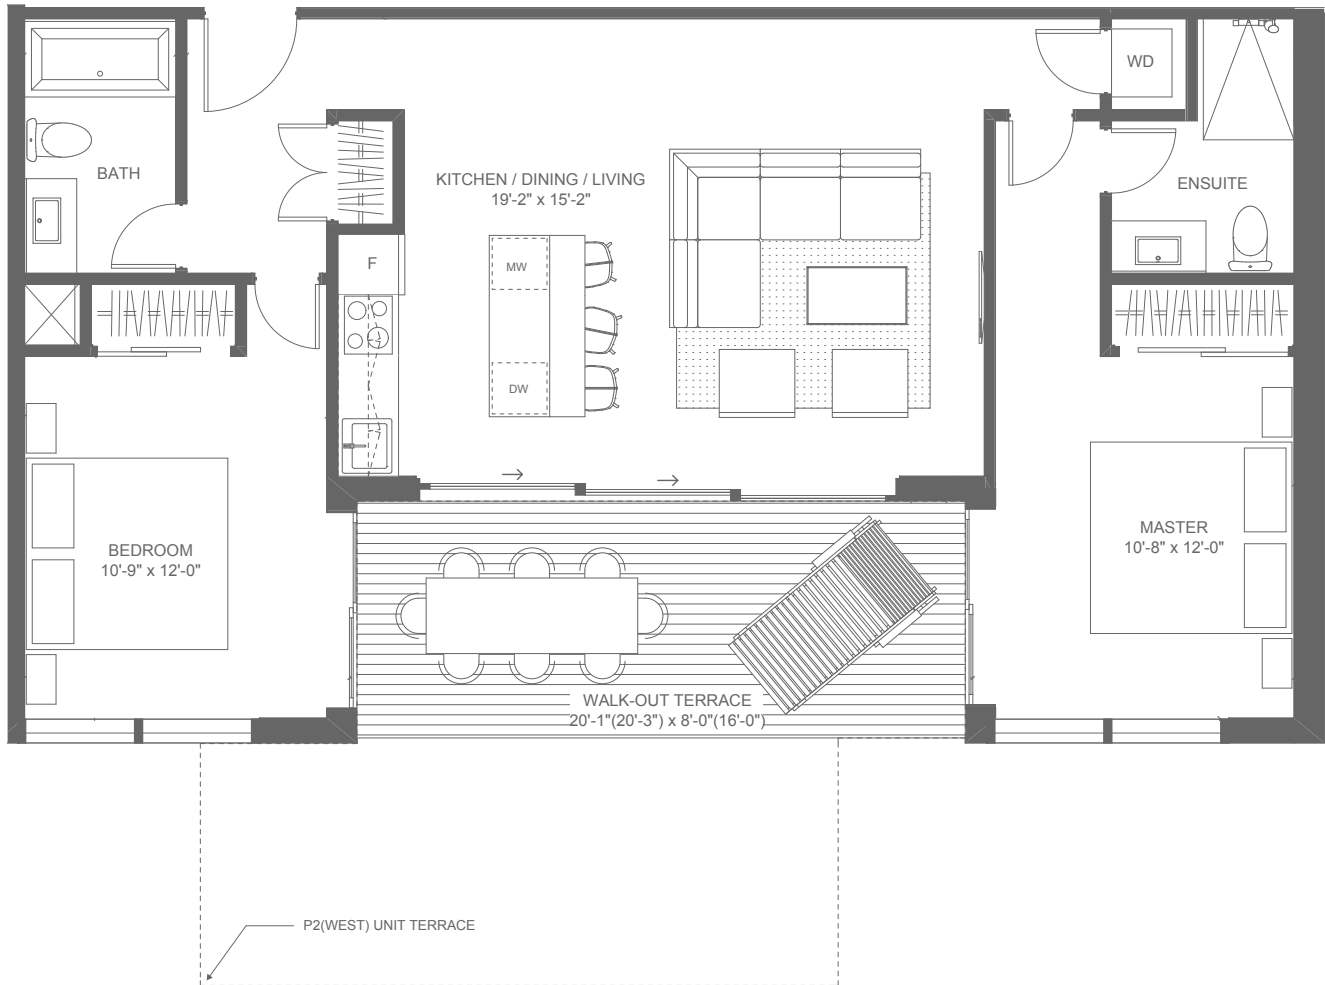 WD
BATH
KITCHEN / DINING / LIVING
19'-2" x 15'-2"
ENSUITE
F
MW
DW
BEDROOM
10'-9" x 12'-0"
MASTER
10'-8" x 12'-0"
WALK-OUT TERRACE
20'-1"(20'-3") x 8'-0"(16'-0")
P2(WEST) UNIT TERRACE